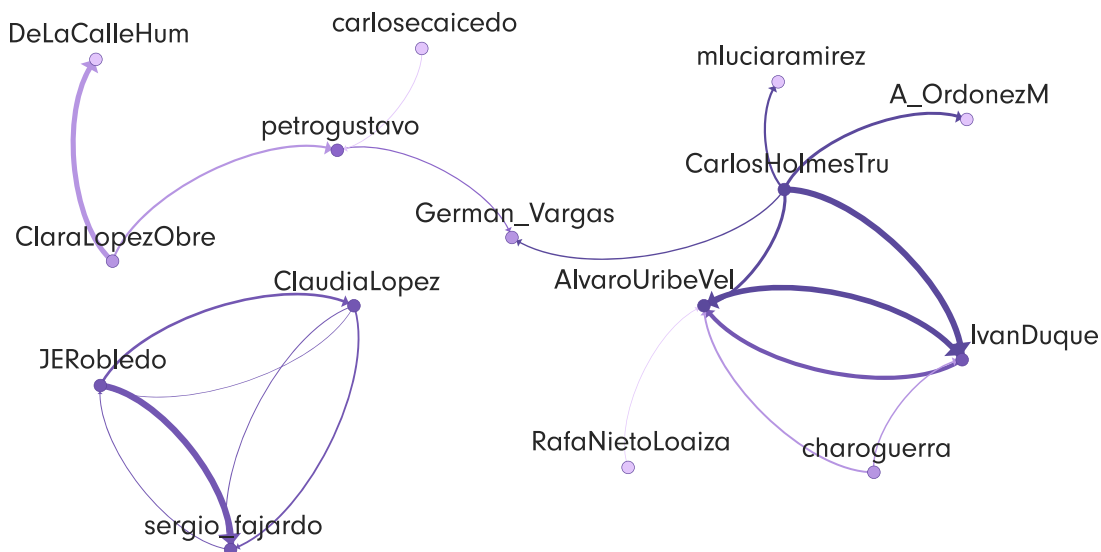 DeLaCalleHum
carlosecaicedo
mluciaramirez
A_OrdonezM
petrogustavo
CarlosHolmesTru
German_Vargas
ClaraLopezObre
ClaudiaLopez
AlvaroUribeVel
IvanDuque
JERobledo
RafaNietoLoaiza
charoguerra
sergio_fajardo